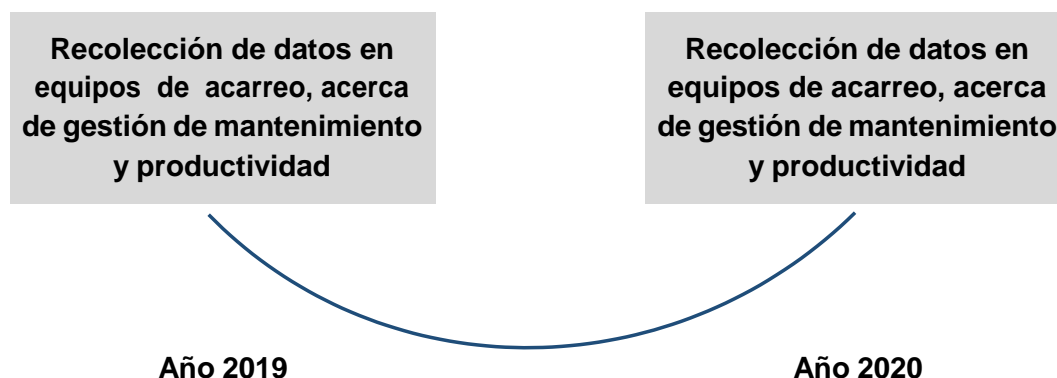 Recolección de datos en
equipos de acarreo, acerca
de gestión de mantenimiento
y productividad
Recolección de datos en
equipos de acarreo, acerca
de gestión de mantenimiento
y productividad
Año 2019
Año 2020